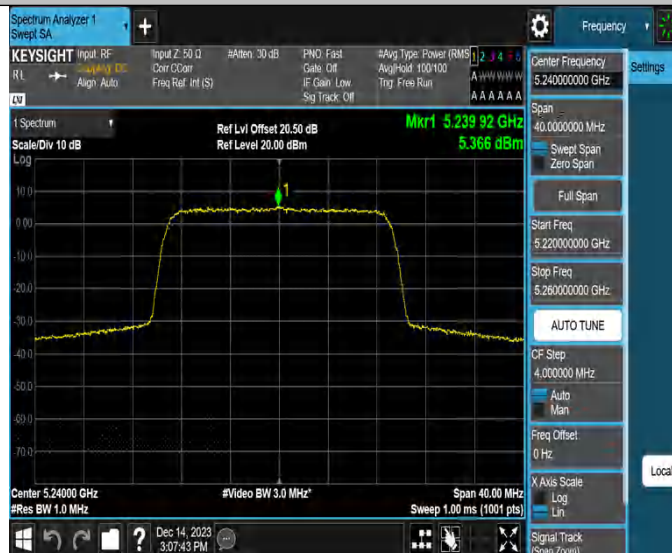 Spectrum Analyzer 1
Swept SA
+
Frequency
KEYSIGHT
Input: RF
Coupling: DC
Align: Auto
Input Z: 50 Ω
Corr CCorr
Freq Ref: Int (S)
#Atten: 30 dB
PNO: Fast
Gate: Off
IF Gain: Low
Sig Track: Off
#Avg Type: Power (RMS
Avg|Hold: 100/100
Trig: Free Run
1 2 3 4 5 6
A W W W W W
A A A A A A
1 Spectrum
Scale/Div 10 dB
Log
Ref Lvl Offset 20.50 dB
Ref Level 20.00 dBm
Mkr1 5.239 92 GHz
5.366 dBm
1
10.0
0.00
-10.0
-20.0
-30.0
-40.0
-50.0
-60.0
-70.0
Center 5.24000 GHz
#Res BW 1.0 MHz
#Video BW 3.0 MHz*
Span 40.00 MHz
Sweep 1.00 ms (1001 pts)
Center Frequency
5.240000000 GHz
Settings
Span
40.0000000 MHz
Swept Span
Zero Span
Full Span
Start Freq
5.220000000 GHz
Stop Freq
5.260000000 GHz
AUTO TUNE
CF Step
4.000000 MHz
Auto
Man
Freq Offset
0 Hz
X Axis Scale
Log
Lin
Local
Signal Track
(Span Zoom)
Dec 14, 2023
3:07:43 PM